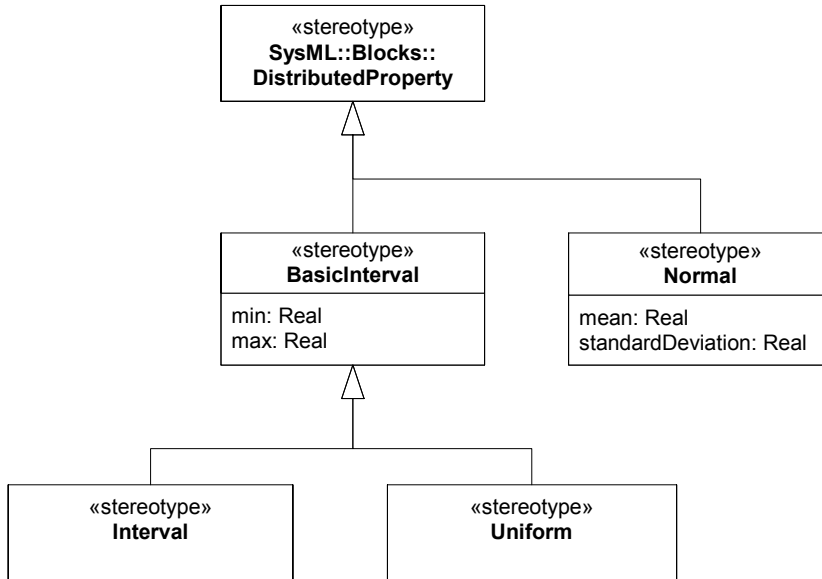 «stereotype»
SysML::Blocks::
DistributedProperty
«stereotype»
BasicInterval
min: Real
max: Real
«stereotype»
Normal
mean: Real
standardDeviation: Real
«stereotype»
Interval
«stereotype»
Uniform